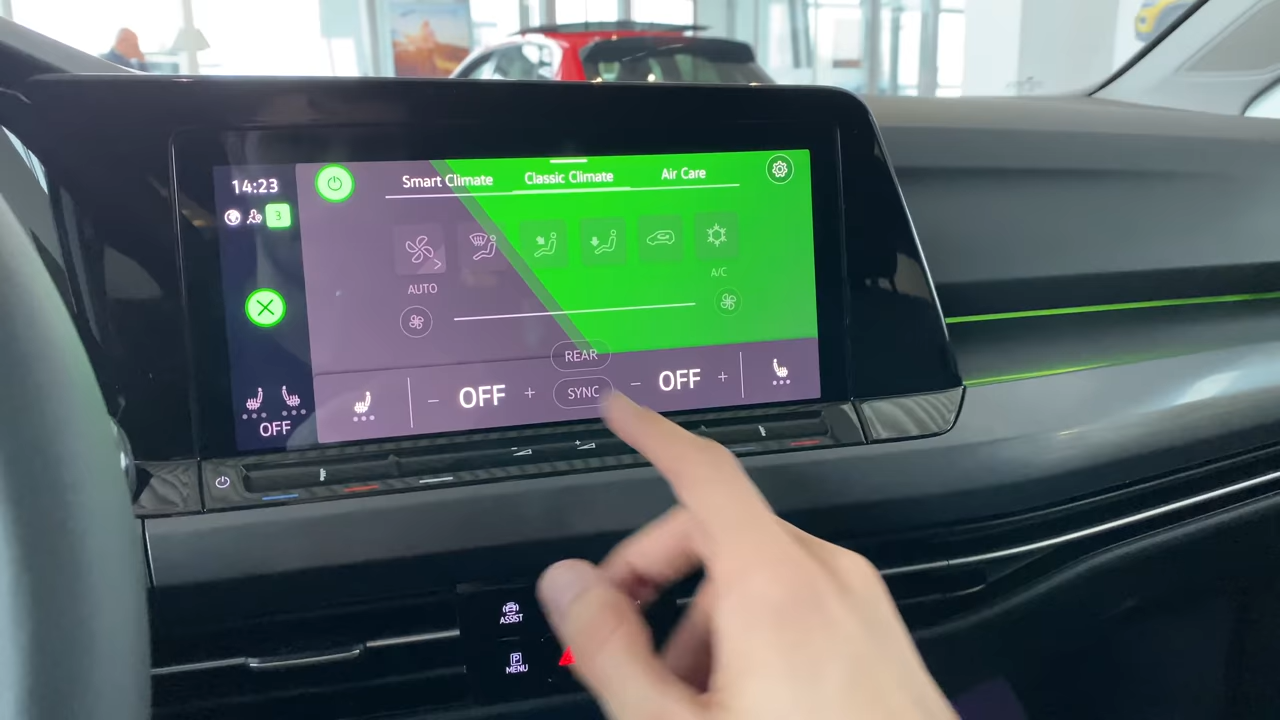 14:23
3
Smart Climate Classic Climate Air Care
AUTO
A/C
REAR
OFF
SYNC
OFF
OFF
ASSIST
P
MENU